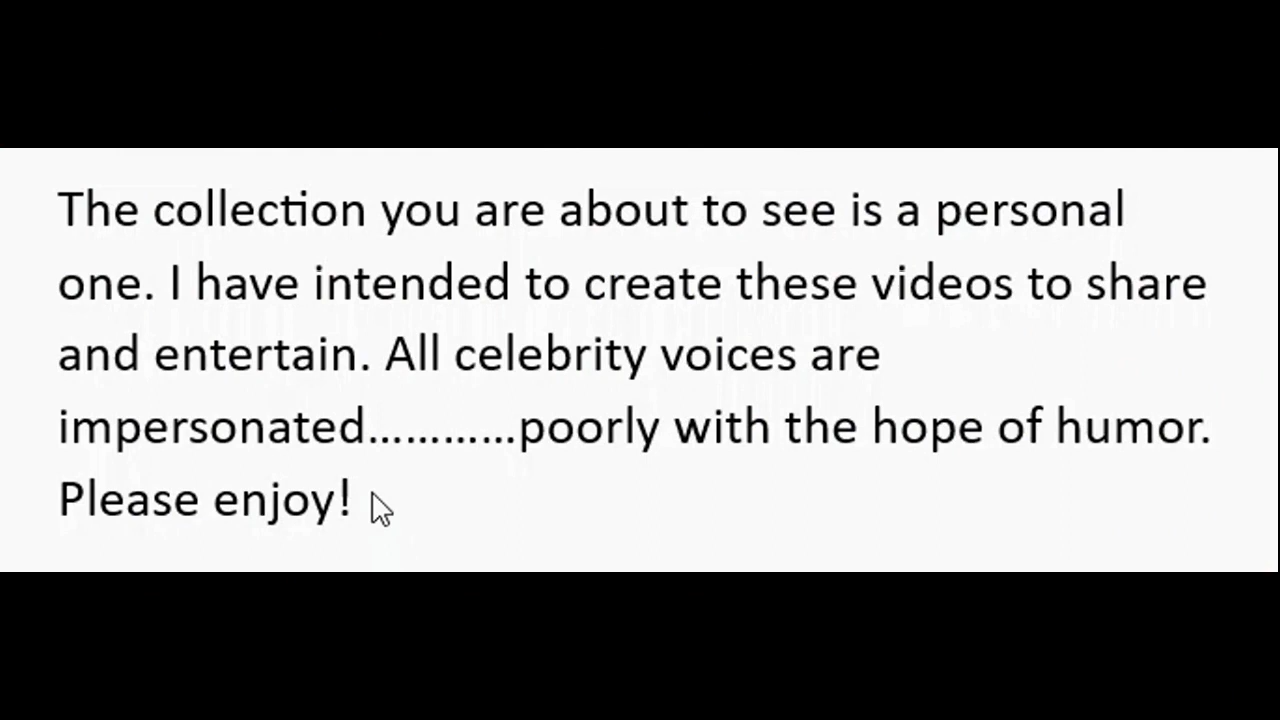 The collection you are about to see is a personal
one. I have intended to create these videos to share
and entertain. All celebrity voices are
impersonated…………poorly with the hope of humor.
Please enjoy!